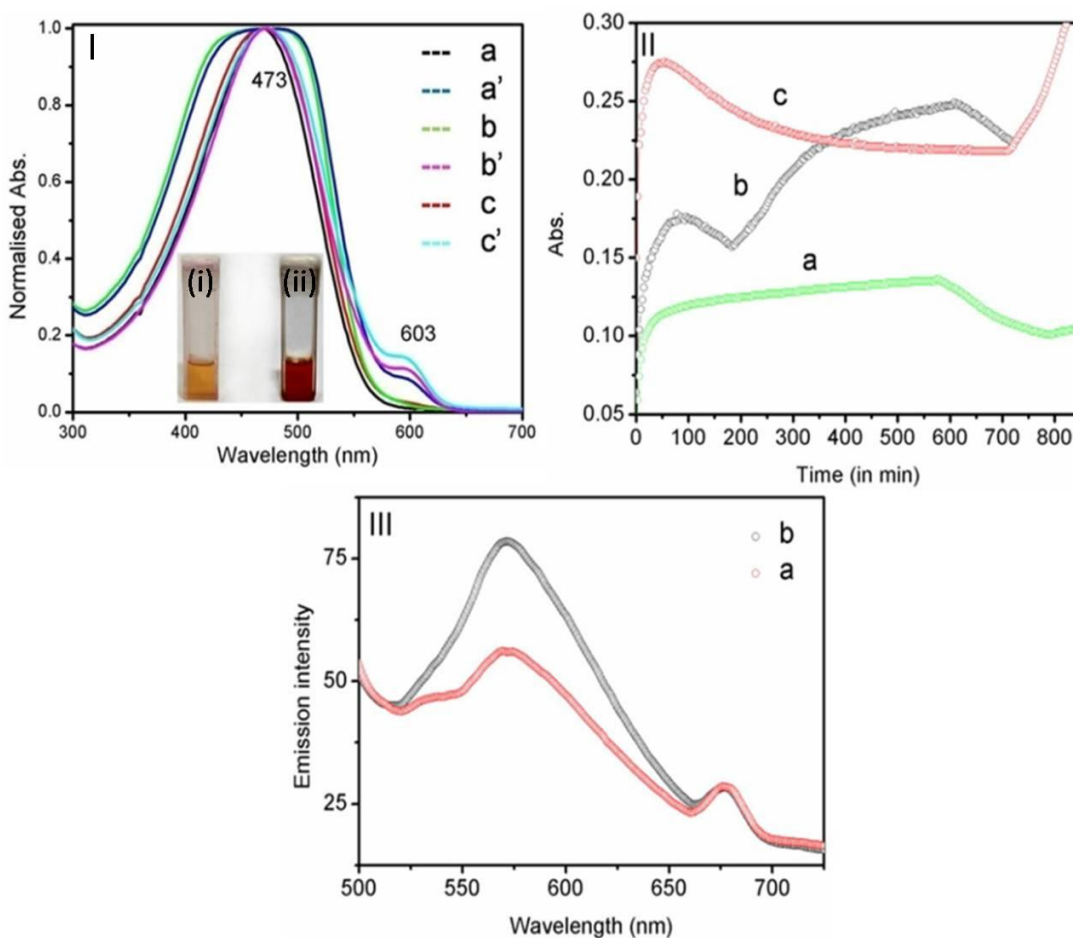 I
1.0
0.8
0.6
0.4
0.2
0.0
Normalised Abs.
473
603
a
a’
b
b’
c
c’
(i)
(ii)
300
400
500
600
700
Wavelength (nm)
II
0.30
0.25
0.20
0.15
0.10
0.05
Abs.
c
b
a
0
100
200
300
400
500
600
700
800
Time (in min)
III
75
50
25
Emission intensity
b
a
500
550
600
650
700
Wavelength (nm)